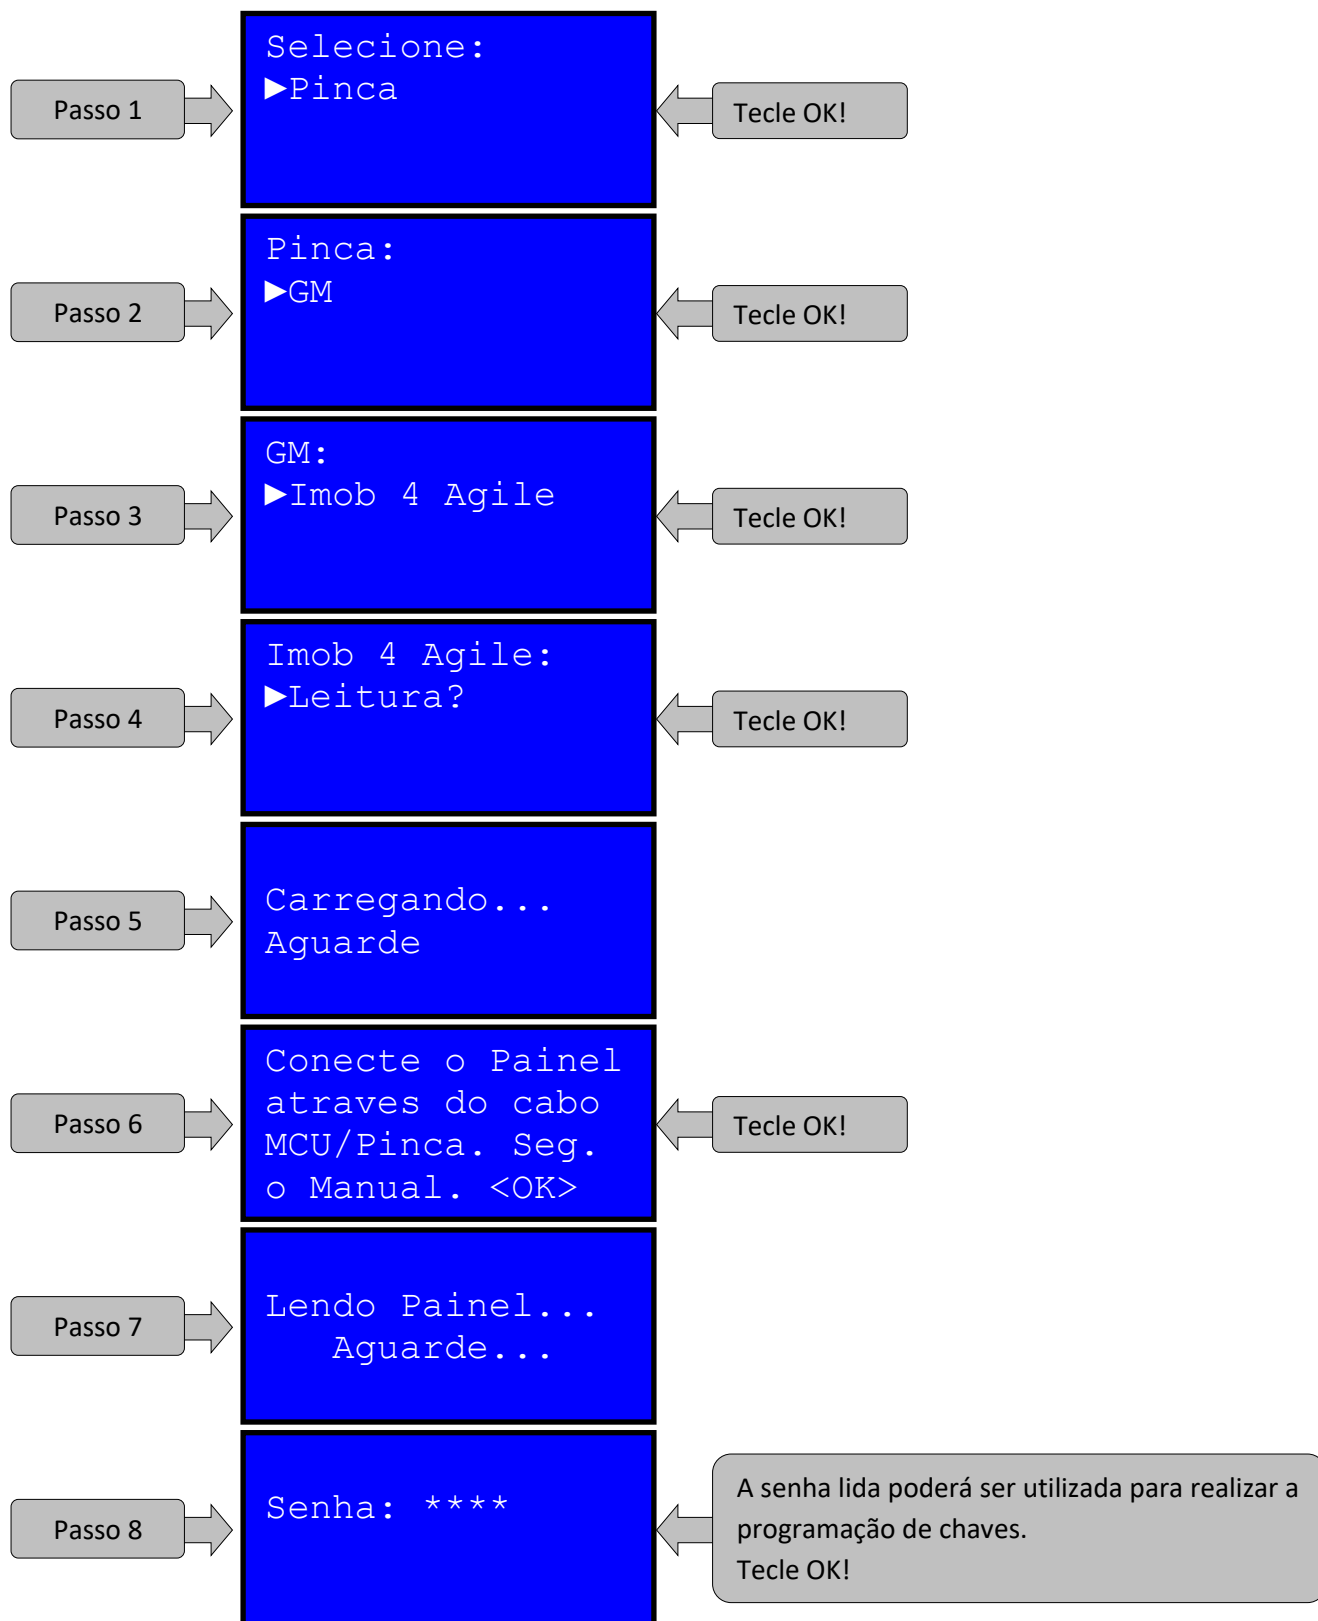 Passo 1
Selecione:
►Pinca
Tecle OK!
Passo 2
Pinca:
►GM
Tecle OK!
Passo 3
GM:
►Imob 4 Agile
Tecle OK!
Passo 4
Imob 4 Agile:
►Leitura?
Tecle OK!
Passo 5
Carregando...
Aguarde
Passo 6
Conecte o Painel
atraves do cabo
MCU/Pinca. Seg.
o Manual. <OK>
Tecle OK!
Passo 7
Lendo Painel...
Aguarde...
Passo 8
Senha: ****
A senha lida poderá ser utilizada para realizar a
programação de chaves.
Tecle OK!